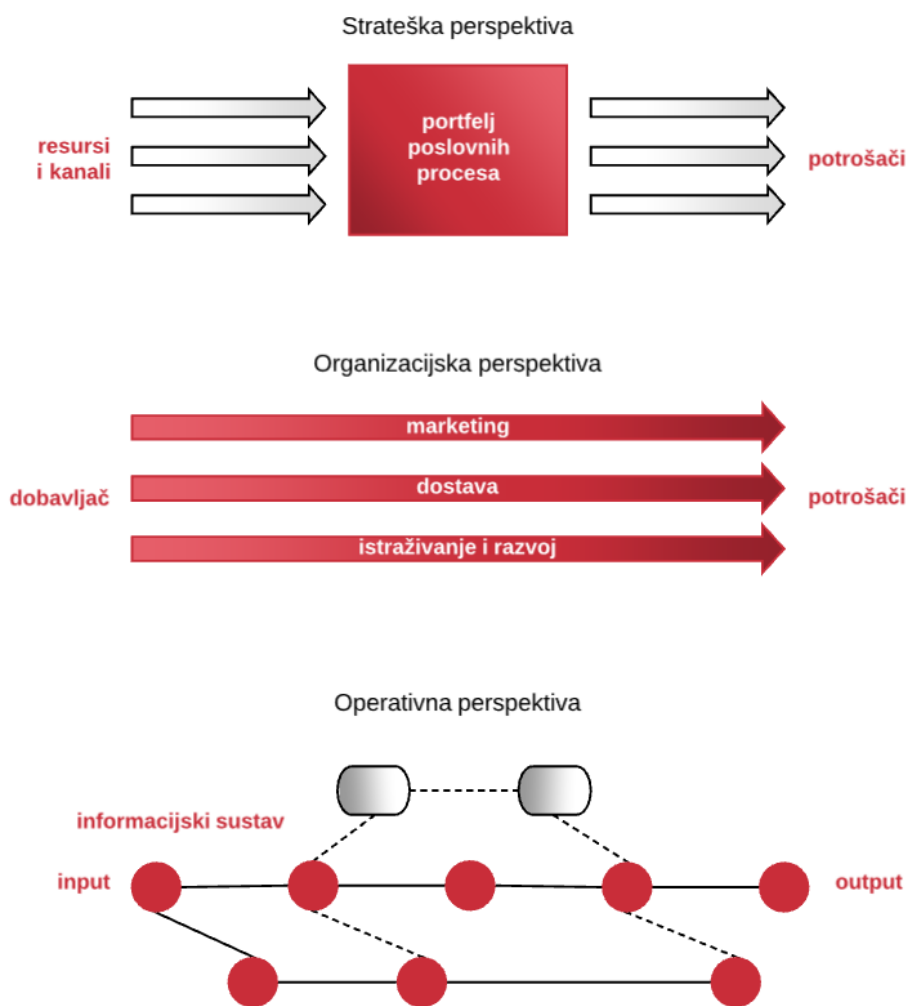 Strateška perspektiva
resursi
i kanali
portfelj
poslovnih
procesa
potrošači
Organizacijska perspektiva
marketing
dobavljač
dostava
potrošači
istraživanje i razvoj
Operativna perspektiva
informacijski sustav
input
output